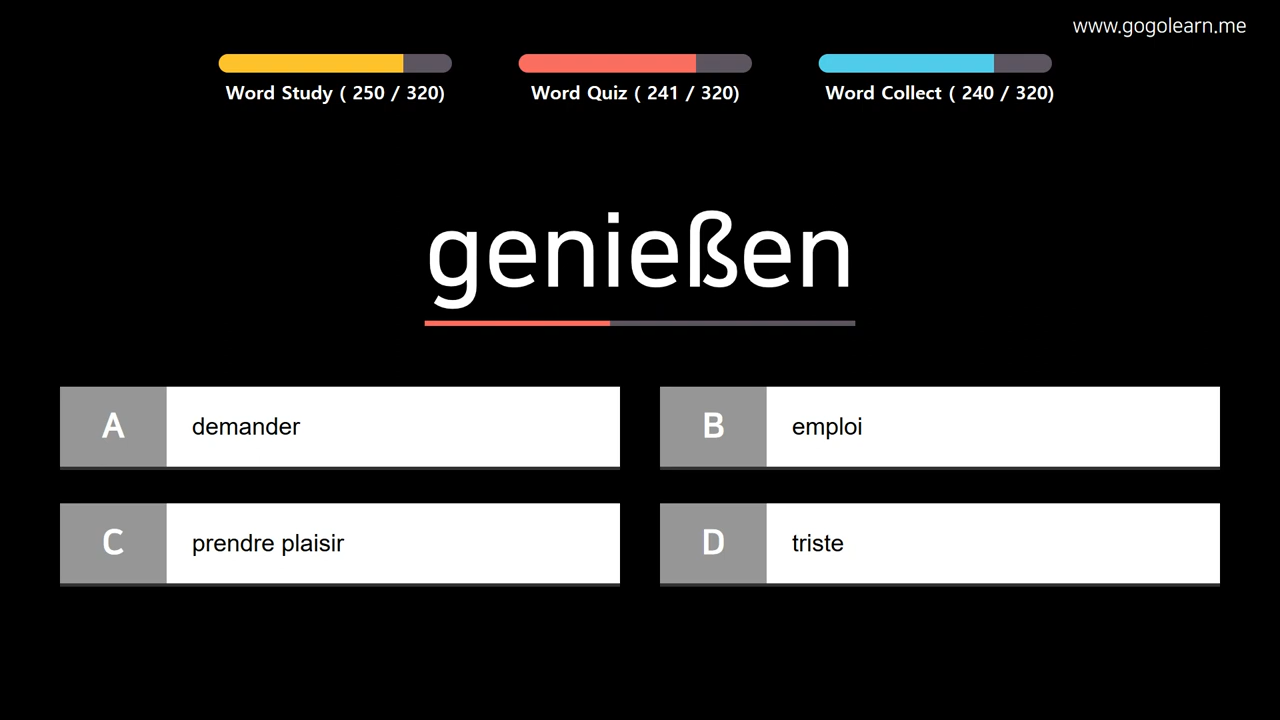 www.gogolearn.me
Word Study ( 250 / 320)
Word Quiz ( 241 / 320)
Word Collect ( 240 / 320)
genießen
A
demander
B
emploi
C
prendre plaisir
D
triste